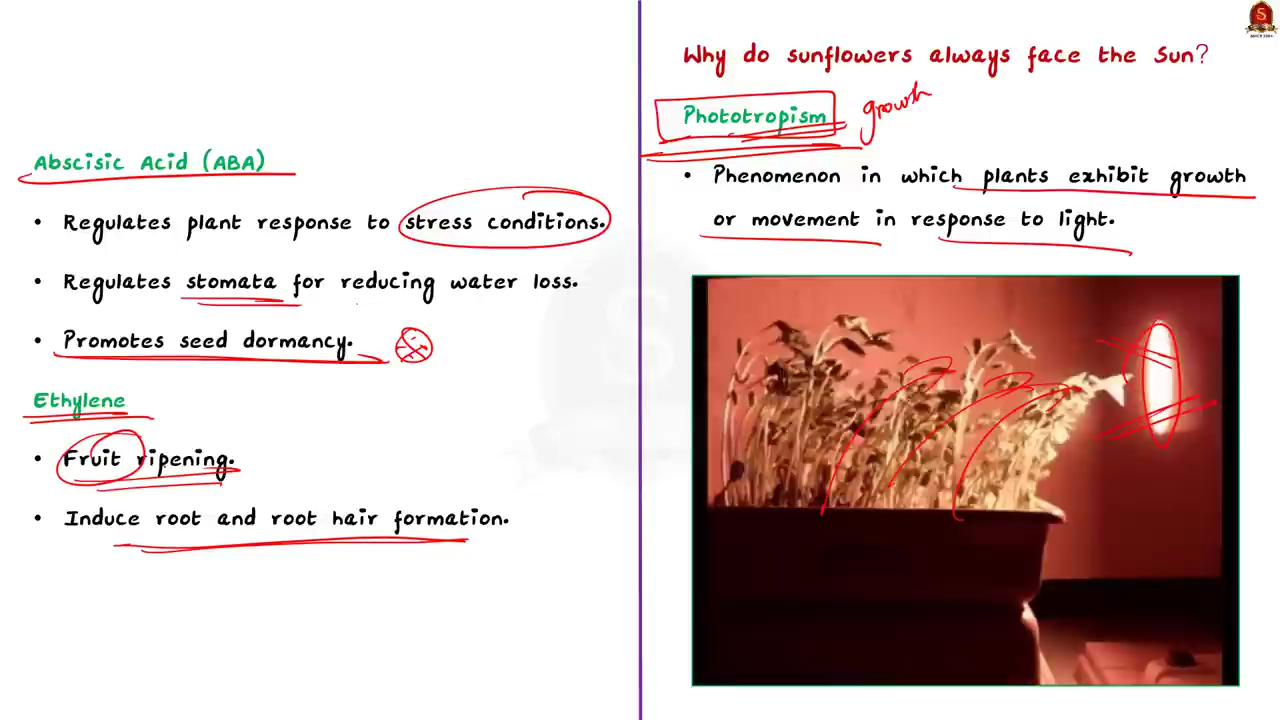 Abscisic Acid (ABA)
• Regulates plant response to stress conditions.
• Regulates stomata for reducing water loss.
• Promotes seed dormancy.
Ethylene
• Fruit ripening.
• Induce root and root hair formation.
Why do sunflowers always face the Sun?
Phototropism
growth
• Phenomenon in which plants exhibit growth
or movement in response to light.
S